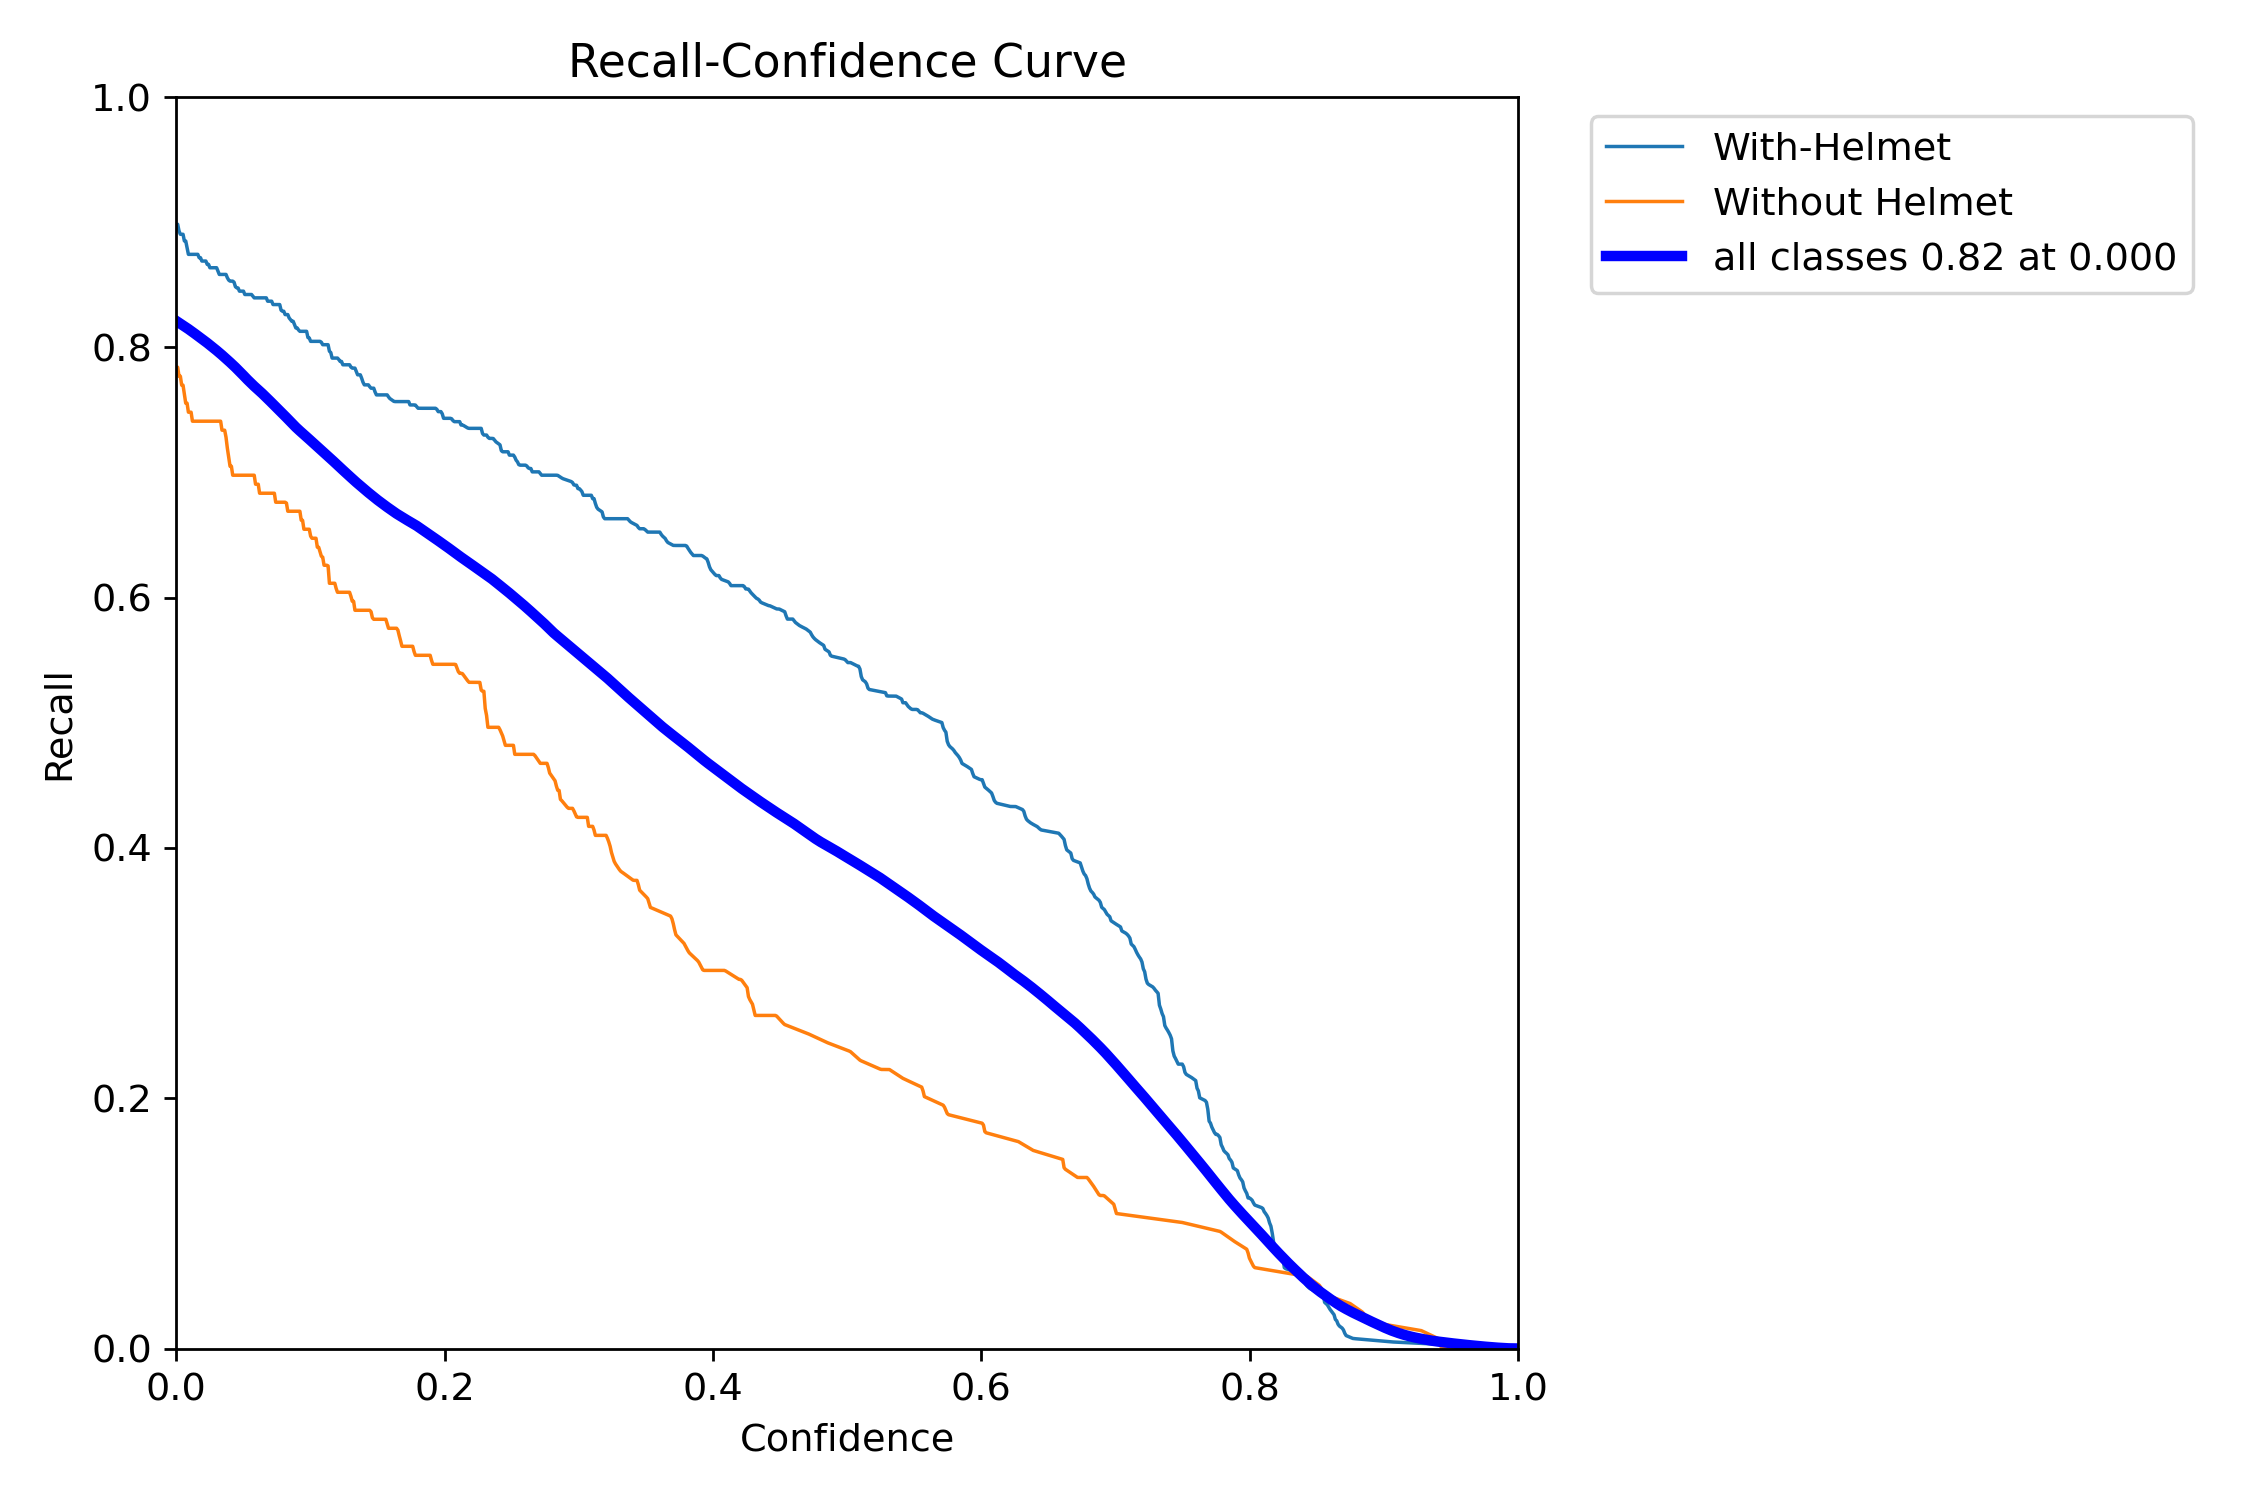 Recall-Confidence Curve
1.0
0.8
0.6
0.4
0.2
0.0
Recall
0.0 0.2 0.4 0.6 0.8 1.0
Confidence
With-Helmet
Without Helmet
all classes 0.82 at 0.000